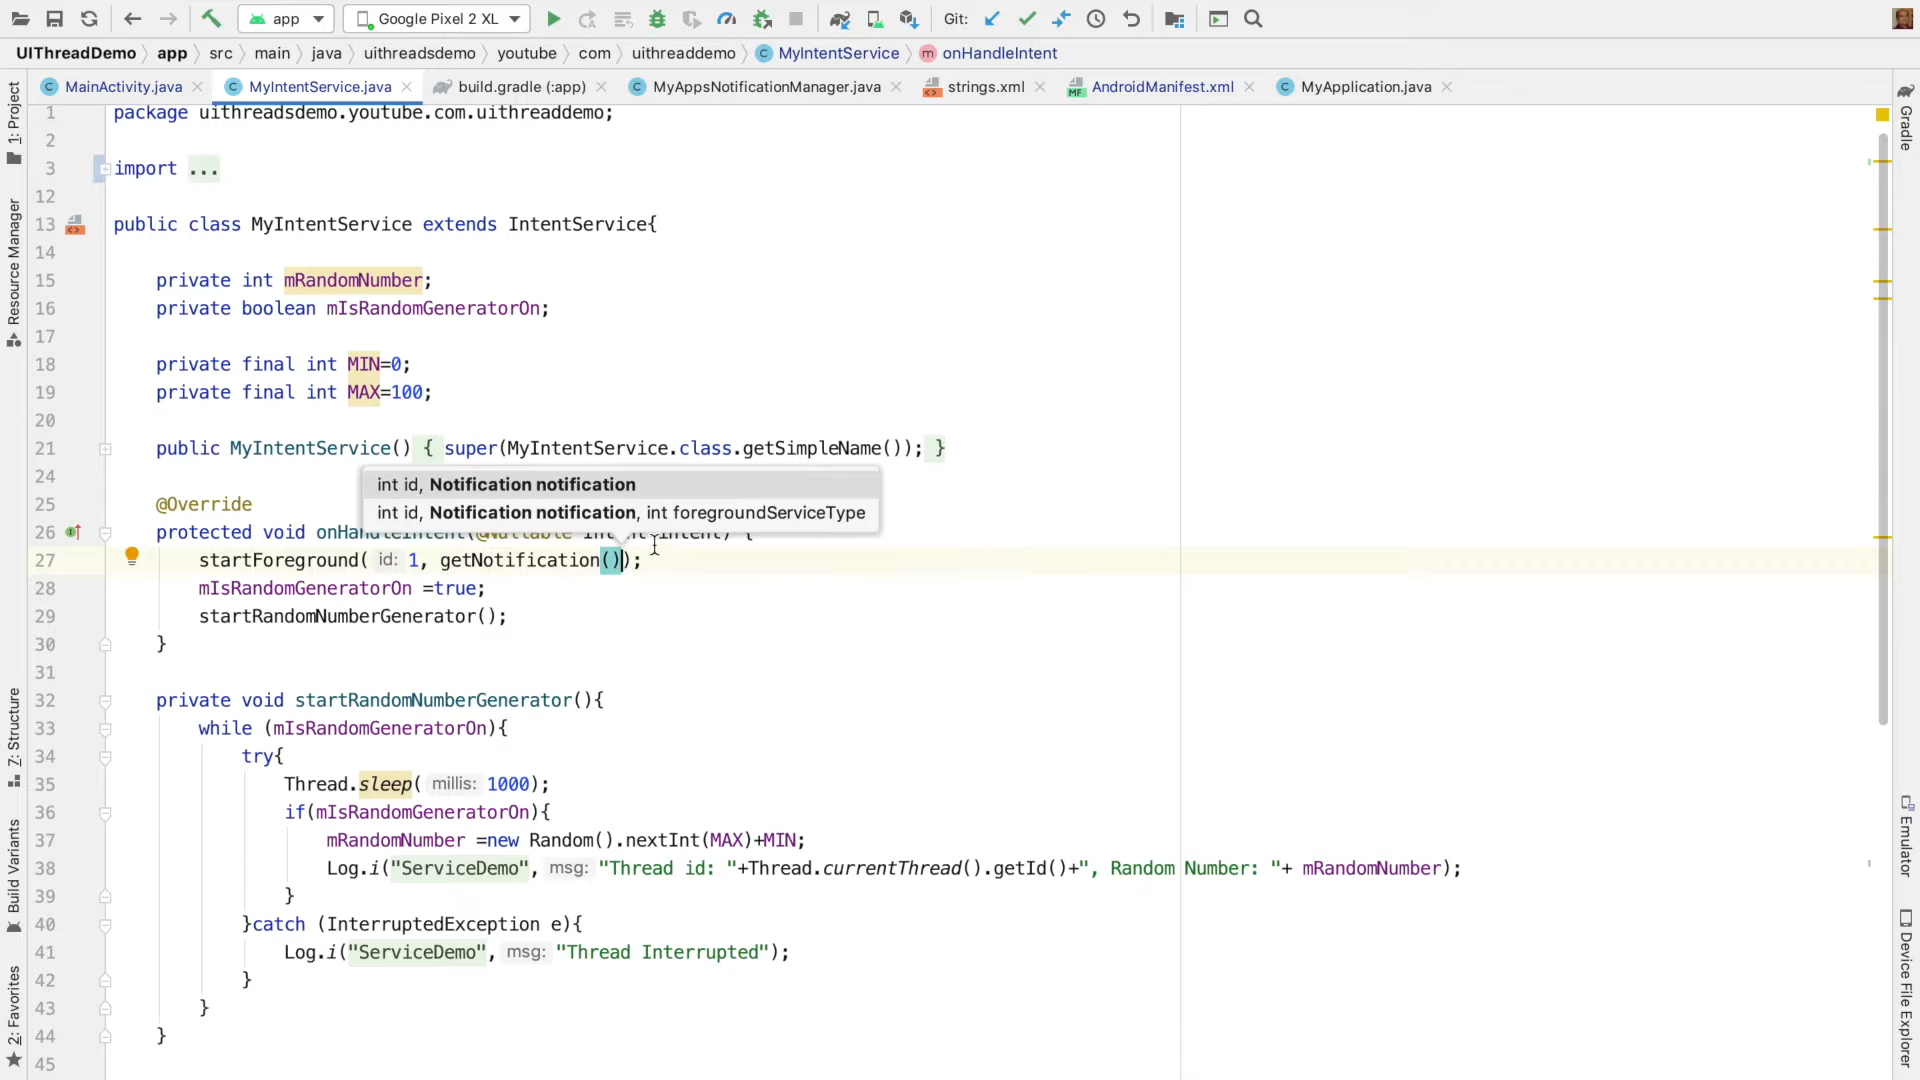 app
Google Pixel 2 XL
Git:
UIThreadDemo app src main java uithreadsdemo youtube com uithreaddemo MyIntentService onHandleIntent
MainActivity.java MyIntentService.java build.gradle (:app) MyAppsNotificationManager.java strings.xml AndroidManifest.xml MyApplication.java
1: Project
Resource Manager
7: Structure
Build Variants
2: Favorites
Gradle
Emulator
Device File Explorer
1 package uithreadsdemo.youtube.com.uithreaddemo;
2
3 import ...
12
13 public class MyIntentService extends IntentService{
14
15 private int mRandomNumber;
16 private boolean mIsRandomGeneratorOn;
17
18 private final int MIN=0;
19 private final int MAX=100;
20
21 public MyIntentService() { super(MyIntentService.class.getSimpleName()); }
24
int id, Notification notification
int id, Notification notification, int foregroundServiceType
25 @Override
26 protected void onHandleIntent(@Nullable Intent intent) {
27 startForeground( id: 1, getNotification());
28 mIsRandomGeneratorOn =true;
29 startRandomNumberGenerator();
30 }
31
32 private void startRandomNumberGenerator(){
33 while (mIsRandomGeneratorOn){
34 try{
35 Thread.sleep( millis: 1000);
36 if(mIsRandomGeneratorOn){
37 mRandomNumber =new Random().nextInt(MAX)+MIN;
38 Log.i("ServiceDemo", msg: "Thread id: "+Thread.currentThread().getId()+", Random Number: "+ mRandomNumber);
39 }
40 }catch (InterruptedException e){
41 Log.i("ServiceDemo", msg: "Thread Interrupted");
42 }
43 }
44 }
45